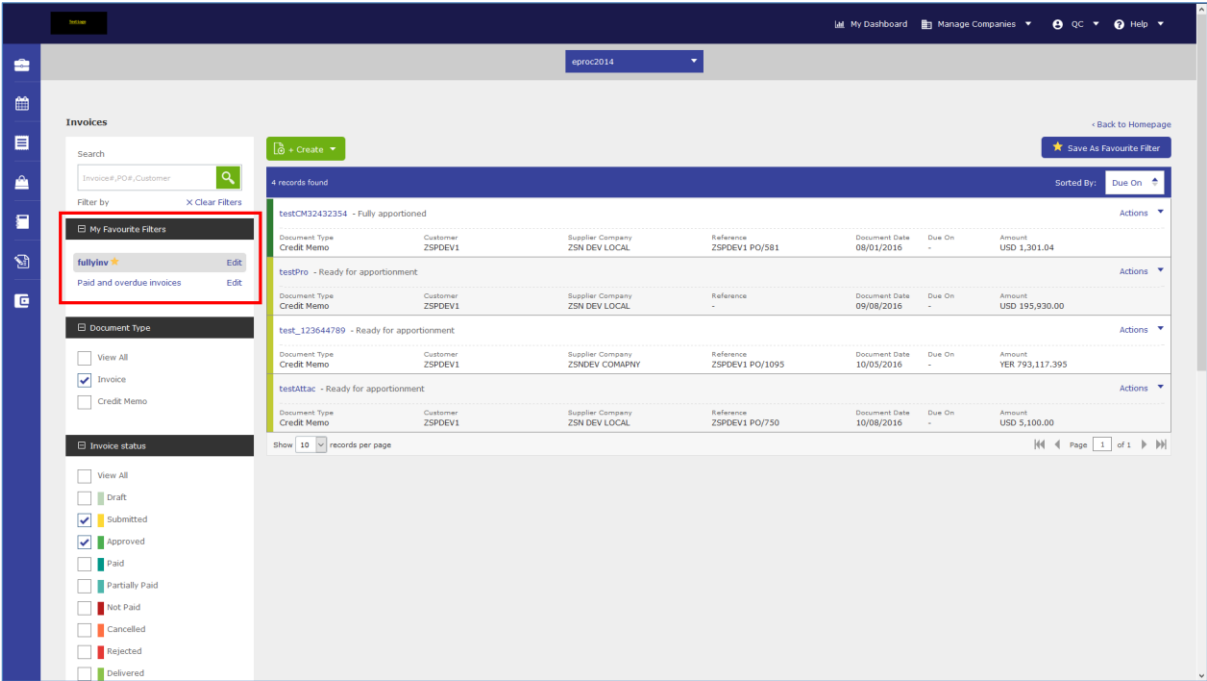 My Dashboard Manage Companies QC Help
eproc2014
Invoices
‹ Back to Homepage
Search
+ Create
Save As Favourite Filter
Invoice#,PO#,Customer
4 records found
Sorted By: Due On
Filter by
Clear Filters
My Favourite Filters
fullyinv Edit
Paid and overdue invoices Edit
Document Type
View All
Invoice
Credit Memo
Invoice status
View All
Draft
Submitted
Approved
Paid
Partially Paid
Not Paid
Cancelled
Rejected
Delivered
testCM32432354 - Fully apportioned Actions
Document Type Customer Supplier Company Reference Document Date Due On Amount
Credit Memo ZSPDEV1 ZSN DEV LOCAL ZSPDEV1 PO/581 08/01/2016 - USD 1,301.04
testPro - Ready for apportionment Actions
Document Type Customer Supplier Company Reference Document Date Due On Amount
Credit Memo ZSPDEV1 ZSN DEV LOCAL - 09/08/2016 - USD 195,930.00
test_123644789 - Ready for apportionment Actions
Document Type Customer Supplier Company Reference Document Date Due On Amount
Credit Memo ZSPDEV1 ZSNDEV COMAPNY ZSPDEV1 PO/1095 10/05/2016 - YER 793,117.395
testAttac - Ready for apportionment Actions
Document Type Customer Supplier Company Reference Document Date Due On Amount
Credit Memo ZSPDEV1 ZSN DEV LOCAL ZSPDEV1 PO/750 10/08/2016 - USD 5,100.00
Show 10 records per page
Page 1 of 1